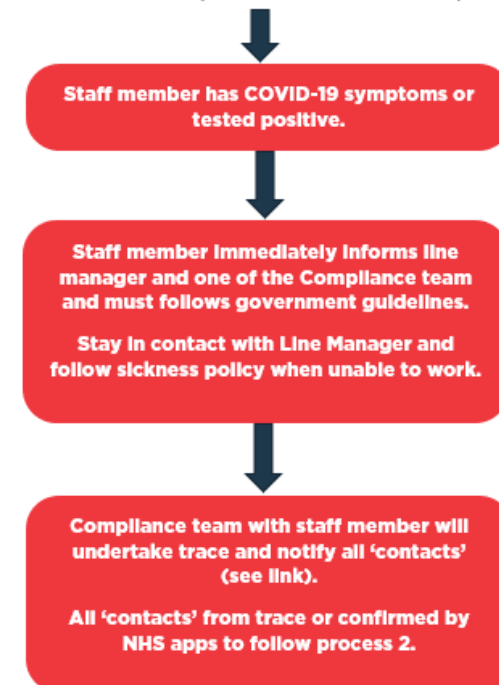 Staff member has COVID-19 symptoms or
tested positive.
Staff member immediately informs line
manager and one of the Compliance team
and must follows government guidelines.
Stay in contact with Line Manager and
follow sickness policy when unable to work.
Compliance team with staff member will
undertake trace and notify all ‘contacts’
(see link).
All ‘contacts’ from trace or confirmed by
NHS apps to follow process 2.